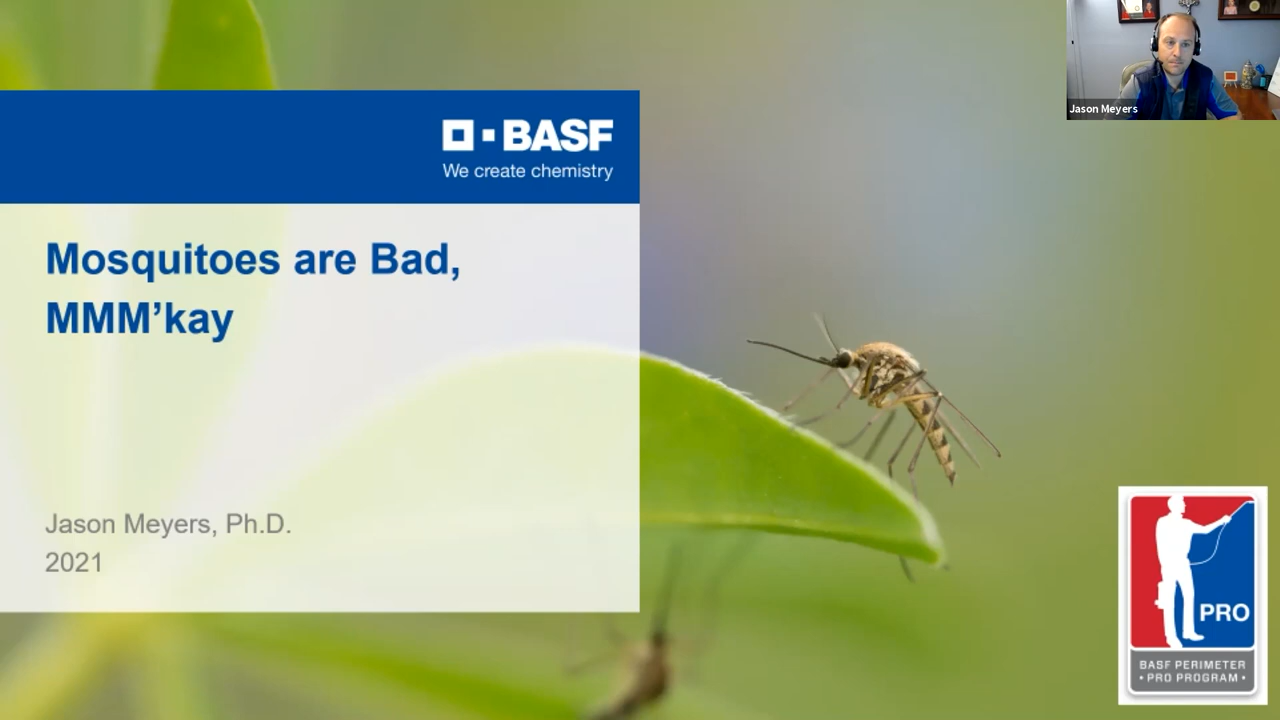 Jason Meyers
BASF
We create chemistry
Mosquitoes are Bad,
MMM’kay
Jason Meyers, Ph.D.
2021
PRO
BASF PERIMETER
• PRO PROGRAM •